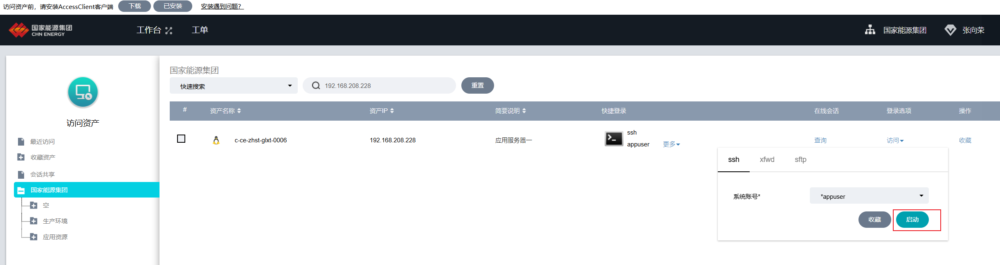 访问资产前，请安装AccessClient客户端 下载 已安装 安装遇到问题？
国家能源集团
CHN ENERGY
工作台 工单 国家能源集团 张向荣
访问资产
最近访问
收藏资产
会话共享
国家能源集团
空
生产环境
应用资源
国家能源集团
快速搜索 192.168.208.228 重置
# 资产名称 资产IP 简要说明 快捷登录 在线会话 登录选项 操作
c-ce-zhst-glxt-0006 192.168.208.228 应用服务器一 ssh appuser 更多 查询 访问 收藏
ssh xfwd sftp
系统账号* *appuser
收藏 启动